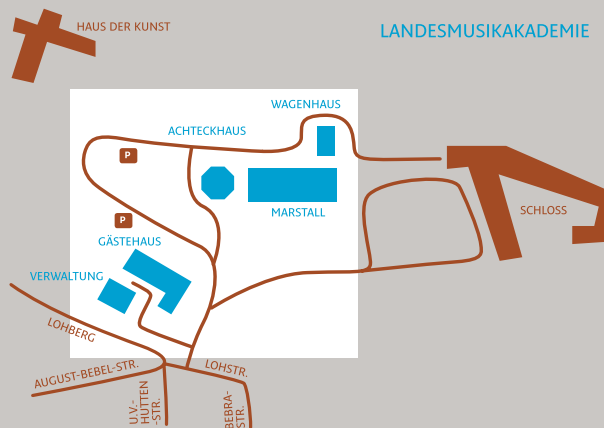 HAUS DER KUNST
LANDESMUSIKAKADEMIE
WAGENHAUS
ACHTECKHAUS
P
SCHLOSS
MARSTALL
P
GÄSTEHAUS
VERWALTUNG
LOHBERG
AUGUST-BEBEL-STR.
LOHSTR.
U.V.-
HUTTEN
-STR.
BEBRA-
STR.